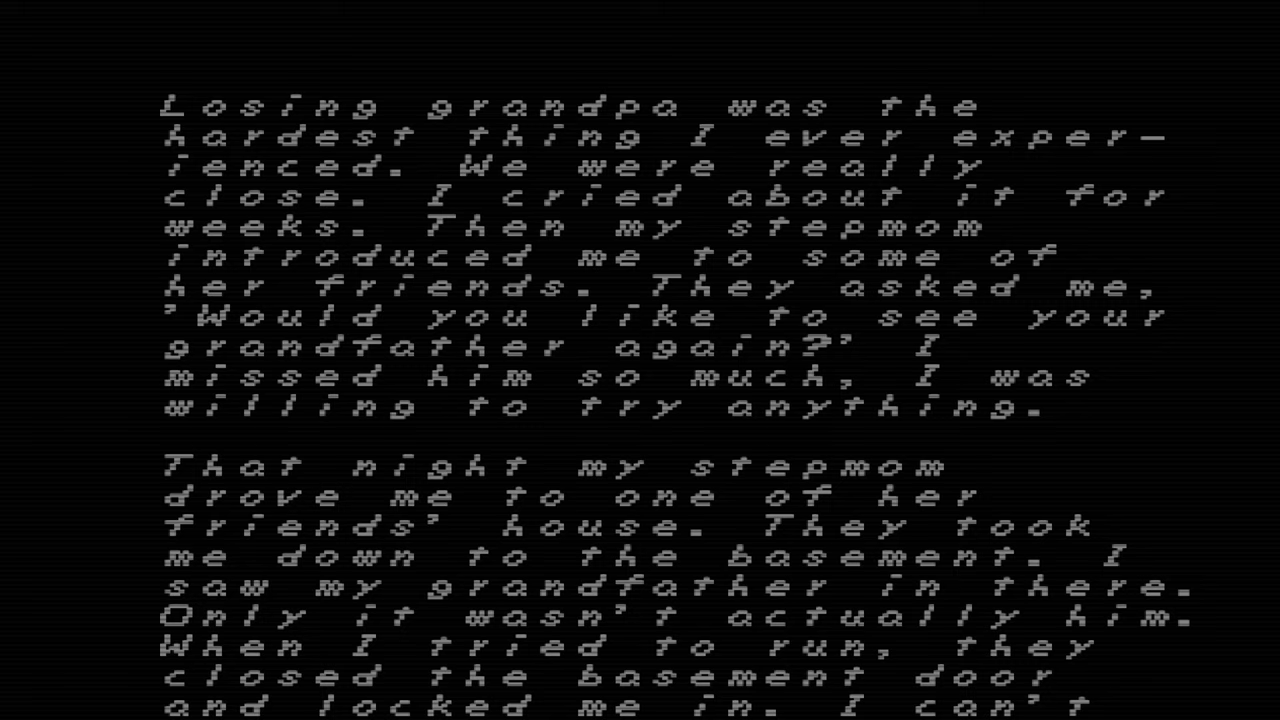 Losing grandpa was the
hardest thing I ever exper-
ienced. We were really
close. I cried about it for
weeks. Then my stepmom
introduced me to some of
her friends. They asked me,
'Would you like to see your
grandfather again?' I
missed him so much, I was
willing to try anything.
That night my stepmom
drove me to one of her
friends' house. They took
me down to the basement. I
saw my grandfather in there.
Only it wasn't actually him.
When I tried to run, they
closed the basement door
and locked me in. I can't